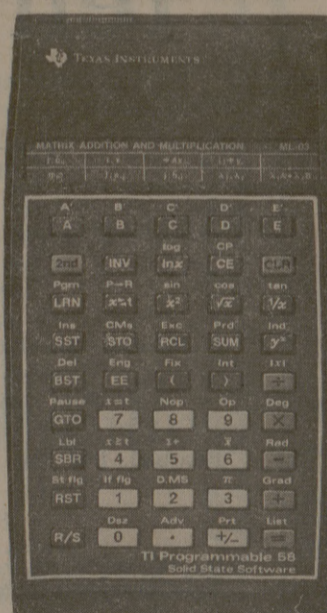 TEXAS INSTRUMENTS
MATRIX ADDITION AND MULTIPLICATION ML-03
A' B' C' D' E'
A B C D E
log CP
2nd INV lnx CE CLR
Pgm P→R sin cos tan
LRN x⇄t x² √x 1/x
Ins CMs Exc Prd Ind
SST STO RCL SUM yˣ
Del Eng Fix Int |x|
BST EE ( ) ÷
Pause x=t Nop Op Deg
GTO 7 8 9 ×
Lbl x≥t Σ+ x̄ Rad
SBR 4 5 6 −
St flg If flg D.MS π Grad
RST 1 2 3 +
Dsz Adv Prt List
R/S 0 . +/− =
TI Programmable 58
Solid State Software